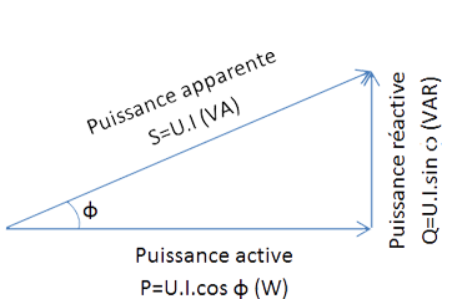 Puissance apparente
S=U.I (VA)
ϕ
Puissance active
P=U.I.cos ϕ (W)
Puissance réactive
Q=U.I.sin (VAR)